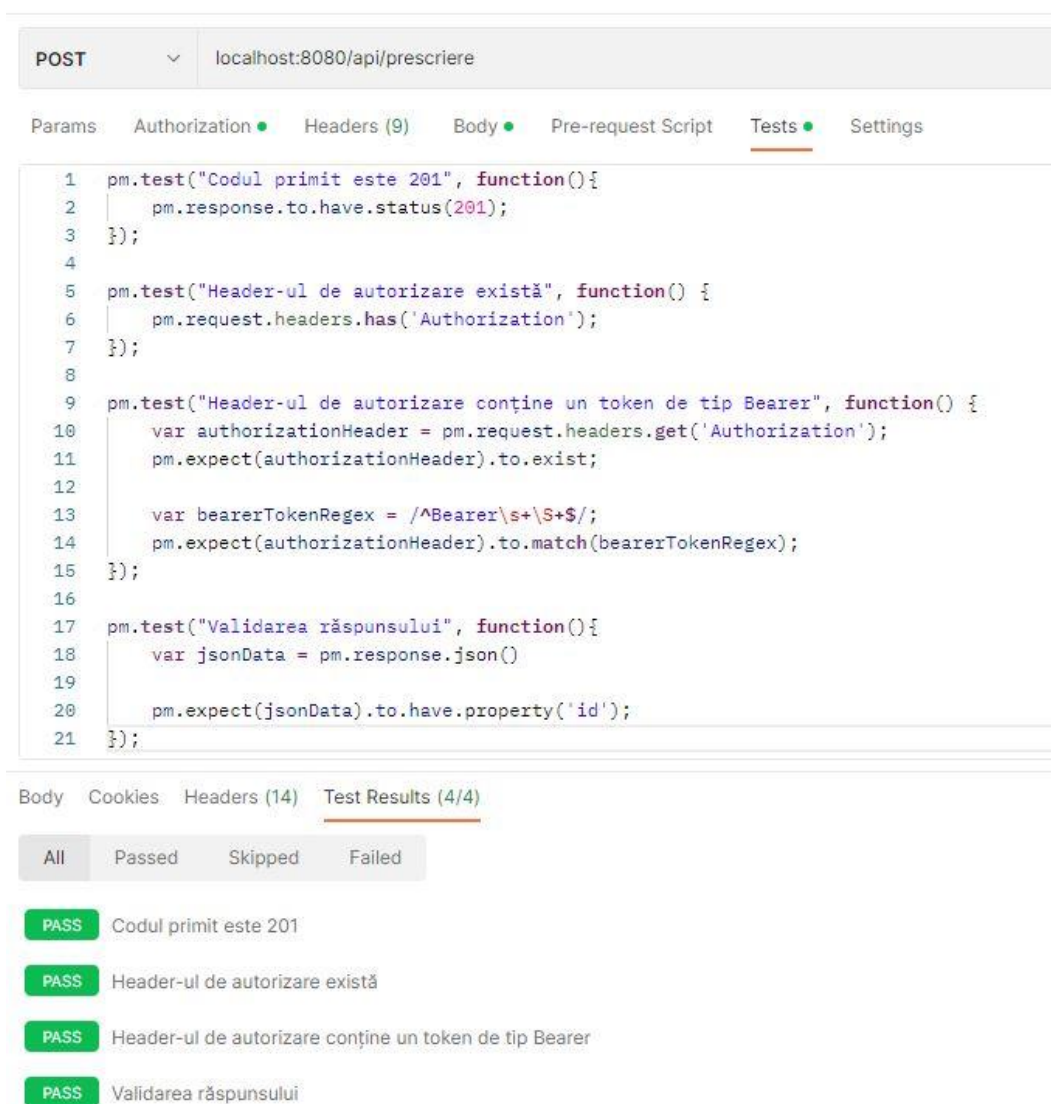 POST localhost:8080/api/prescriere
Params Authorization Headers (9) Body Pre-request Script Tests Settings
1 pm.test("Codul primit este 201", function(){
2 pm.response.to.have.status(201);
3 });
4
5 pm.test("Header-ul de autorizare există", function() {
6 pm.request.headers.has('Authorization');
7 });
8
9 pm.test("Header-ul de autorizare conține un token de tip Bearer", function() {
10 var authorizationHeader = pm.request.headers.get('Authorization');
11 pm.expect(authorizationHeader).to.exist;
12
13 var bearerTokenRegex = /^Bearer\s+\S+$/;
14 pm.expect(authorizationHeader).to.match(bearerTokenRegex);
15 });
16
17 pm.test("Validarea răspunsului", function(){
18 var jsonData = pm.response.json()
19
20 pm.expect(jsonData).to.have.property('id');
21 });
Body Cookies Headers (14) Test Results (4/4)
All Passed Skipped Failed
PASS Codul primit este 201
PASS Header-ul de autorizare există
PASS Header-ul de autorizare conține un token de tip Bearer
PASS Validarea răspunsului